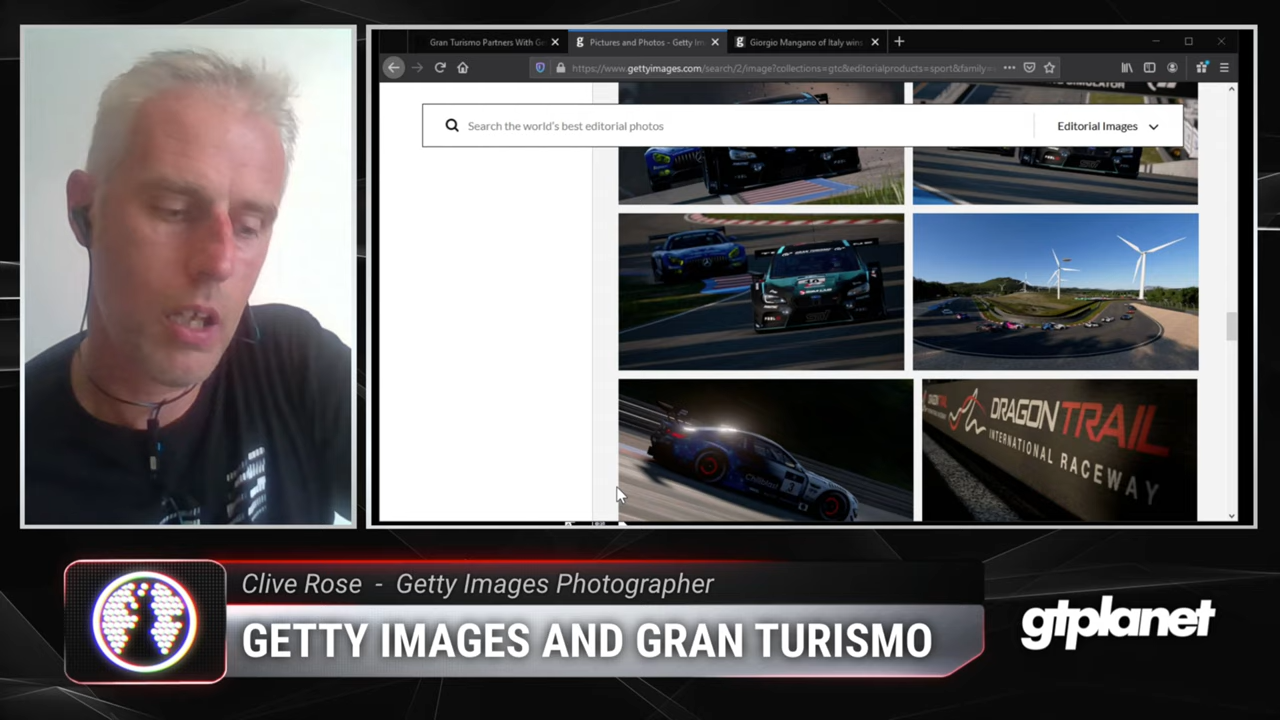 Gran Turismo Partners With Ge
Pictures and Photos - Getty Im
Giorgio Mangano of Italy wins
https://www.gettyimages.com/search/2/image?collections=gtc&editorialproducts=sport&family=
Search the world's best editorial photos
Editorial Images
Chillblast
3
DRAGON TRAIL
INTERNATIONAL RACEWAY
Clive Rose - Getty Images Photographer
GETTY IMAGES AND GRAN TURISMO
gtplanet